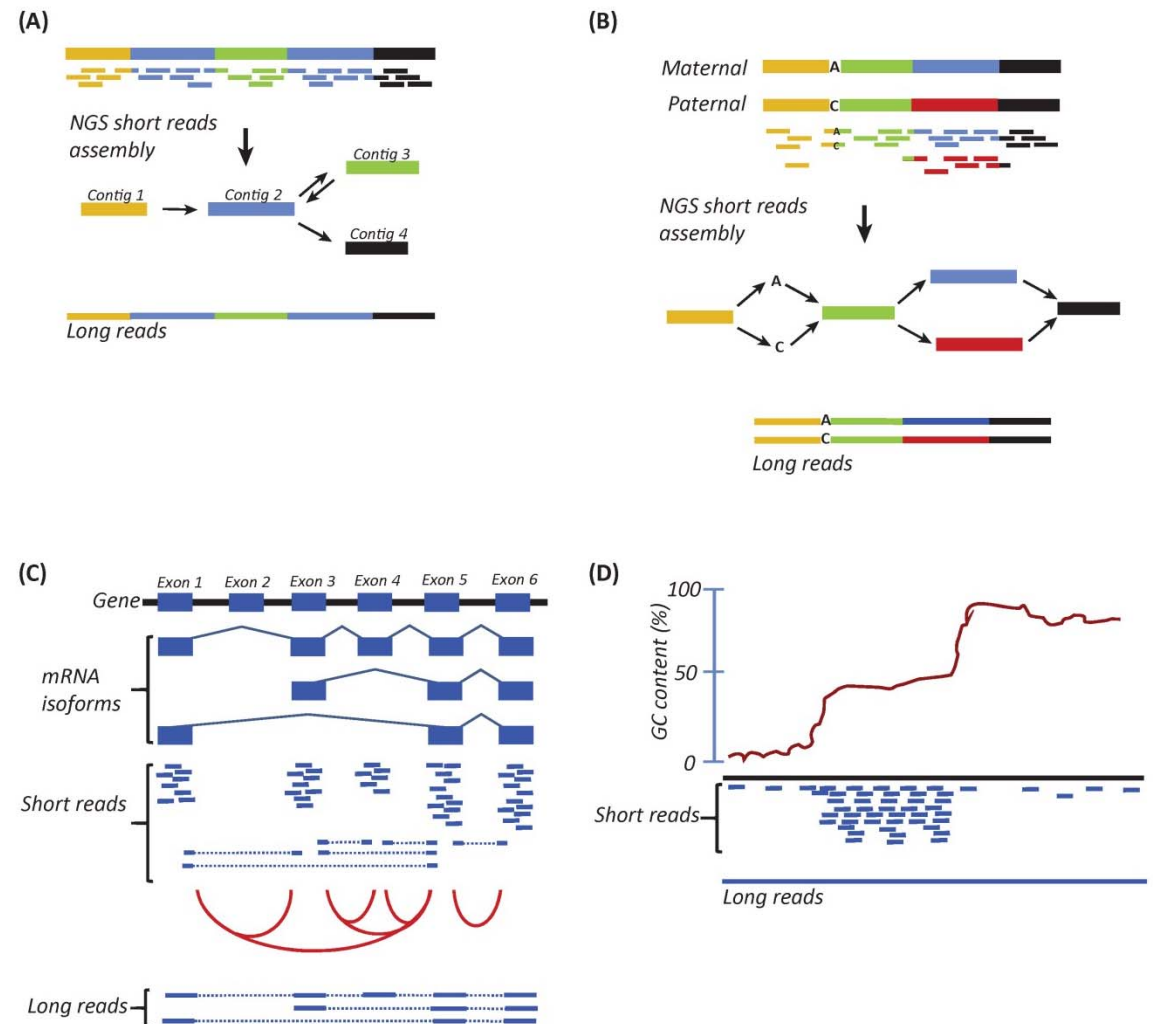 (A)
NGS short reads
assembly
Contig 1
Contig 2
Contig 3
Contig 4
Long reads
(B)
Maternal
A
Paternal
C
A
C
NGS short reads
assembly
A
C
A
C
Long reads
(C)
Exon 1 Exon 2 Exon 3 Exon 4 Exon 5 Exon 6
Gene
mRNA
isoforms
Short reads
Long reads
(D)
100
50
0
GC content (%)
Short reads
Long reads